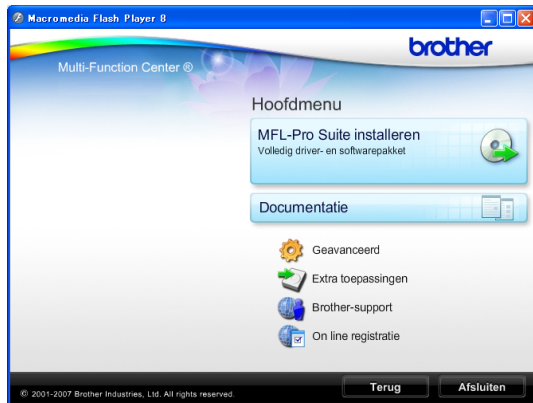 Macromedia Flash Player 8
brother
Multi-Function Center ®
Hoofdmenu
MFL-Pro Suite installeren
Volledig driver- en softwarepakket
Documentatie
Geavanceerd
Extra toepassingen
Brother-support
On line registratie
© 2001-2007 Brother Industries, Ltd. All rights reserved.
Terug
Afsluiten